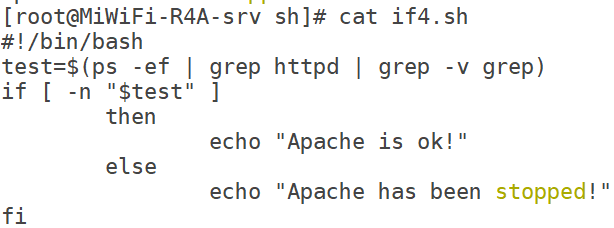 [root@MiWiFi-R4A-srv sh]# cat if4.sh
#!/bin/bash
test=$(ps -ef | grep httpd | grep -v grep)
if [ -n "$test" ]
        then
                echo "Apache is ok!"
        else
                echo "Apache has been stopped!"
fi